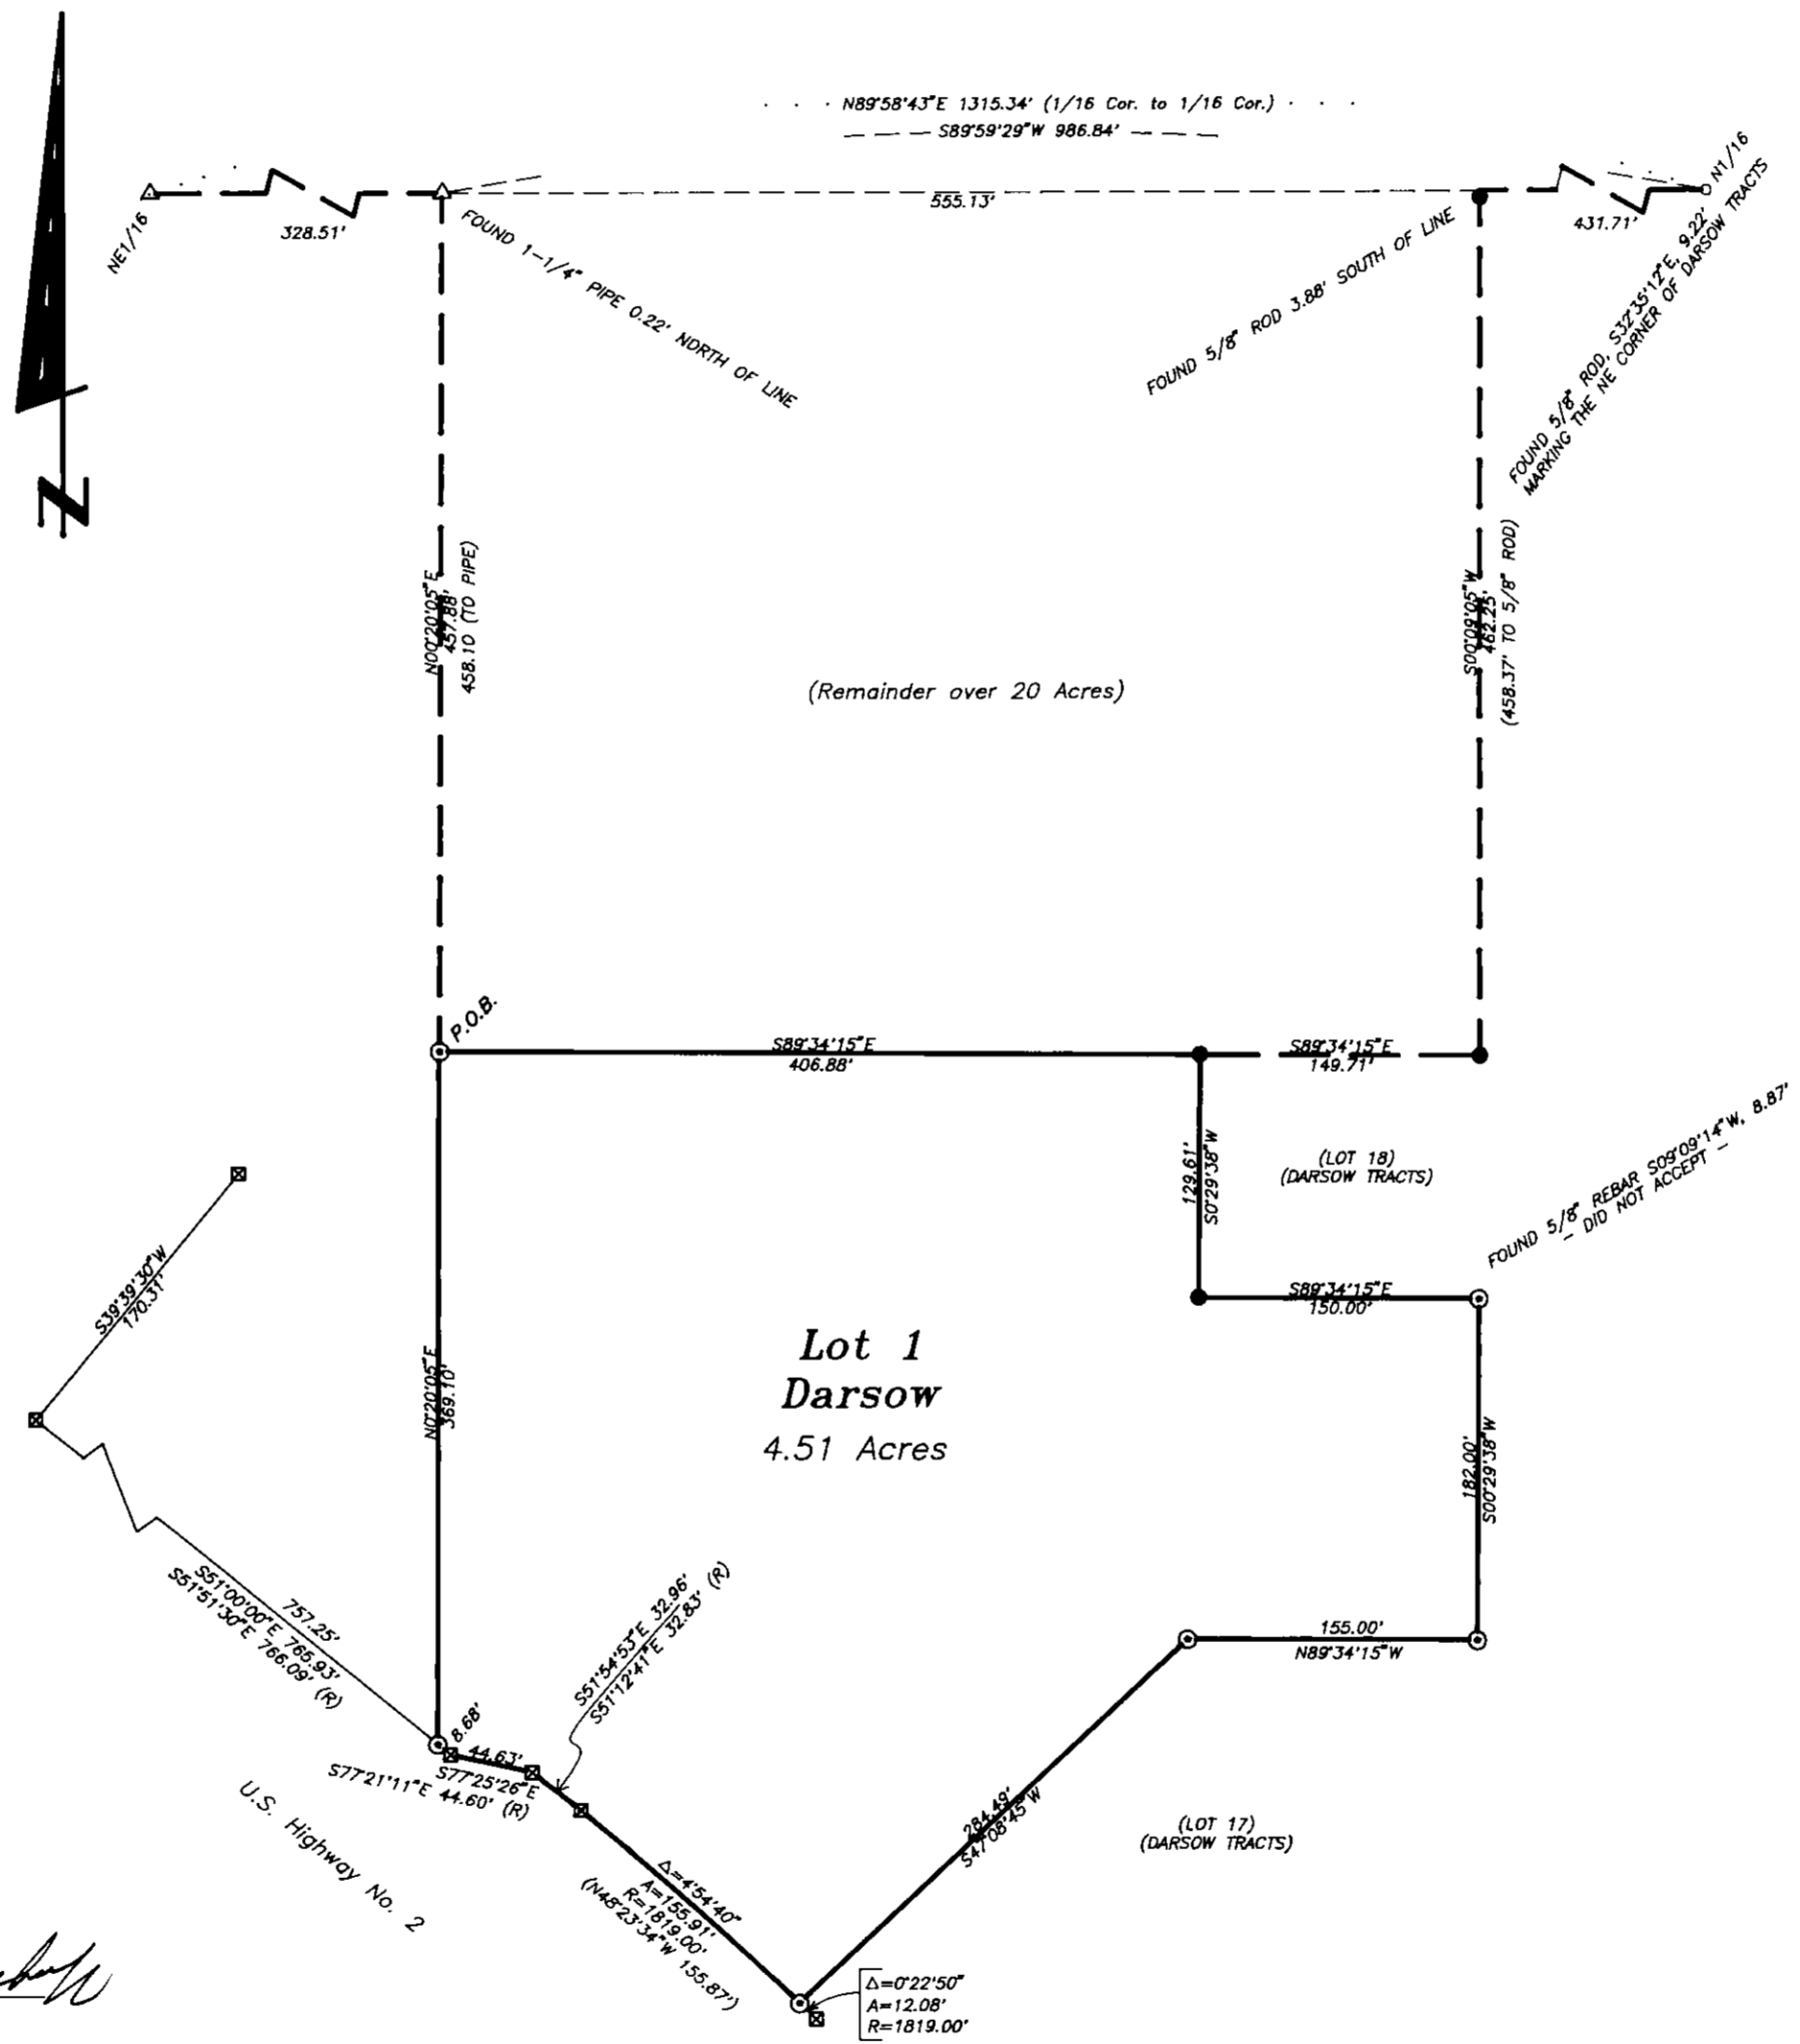 N89°58'43"E 1315.34' (1/16 Cor. to 1/16 Cor.)
S89°59'29"W 986.84'
NE1/16
328.51'
555.13'
431.71'
N1/16
FOUND 1-1/4" PIPE 0.22' NORTH OF LINE
FOUND 5/8" ROD 3.88' SOUTH OF LINE
FOUND 5/8" ROD, S32°35'12"E, 9.22'
MARKING THE NE CORNER OF DARSOW TRACTS
N
N00°20'05"E
457.88'
458.10 (TO PIPE)
S00°09'05"W
462.25'
(458.37' TO 5/8" ROD)
(Remainder over 20 Acres)
P.O.B.
S89°34'15"E
406.88'
S89°34'15"E
149.71'
129.61'
S0°29'38"W
(LOT 18)
(DARSOW TRACTS)
FOUND 5/8" REBAR S09°09'14"W, 8.87'
- DID NOT ACCEPT -
S89°34'15"E
150.00'
S39°39'30"W
170.31'
N0°20'05"E
369.10'
Lot 1
Darsow
4.51 Acres
182.00'
S00°29'38"W
757.25'
S51°00'00"E 765.93'
S51°51'30"E 766.09' (R)
S51°54'53"E 32.96'
S51°12'41"E 32.83' (R)
155.00'
N89°34'15"W
8.68'
44.63'
S77°25'26"E
S77°21'11"E 44.60' (R)
U.S. Highway No. 2
284.49'
S47°08'45"W
(LOT 17)
(DARSOW TRACTS)
Δ=4°54'40"
A=155.91'
R=1819.00'
(N48°23'34"W 155.87')
Δ=0°22'50"
A=12.08'
R=1819.00'